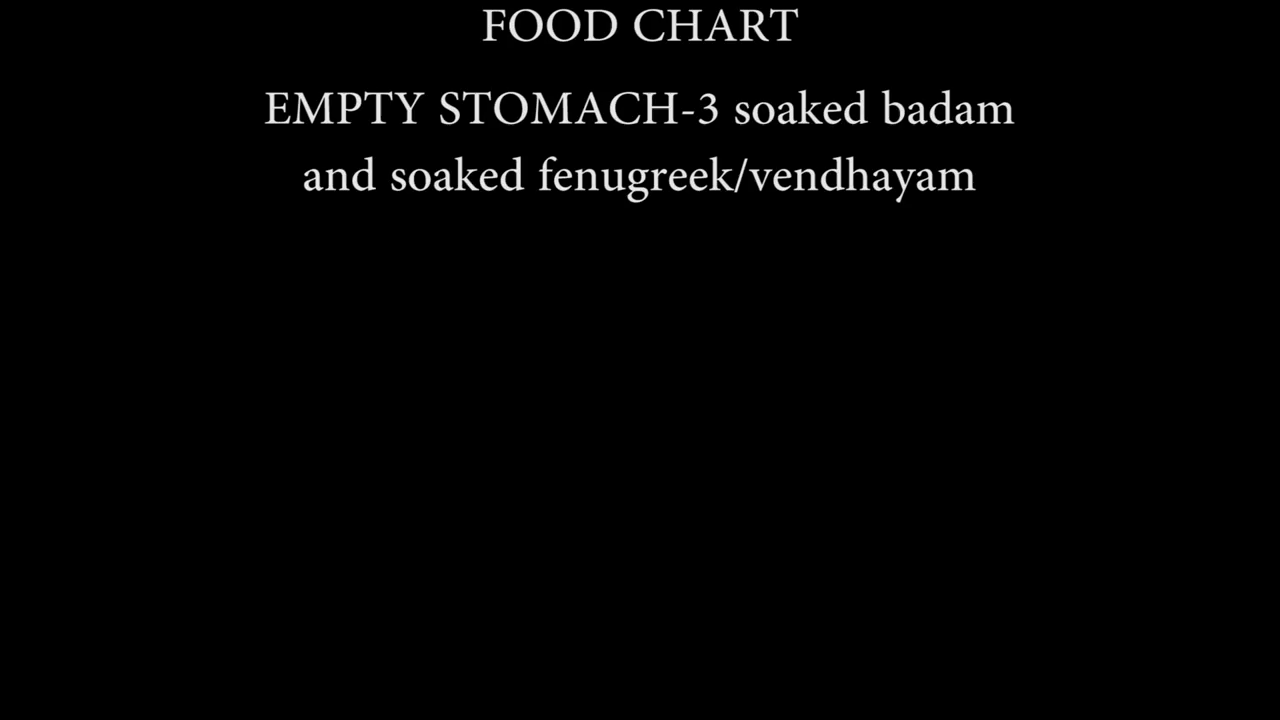 FOOD CHART
EMPTY STOMACH-3 soaked badam
and soaked fenugreek/vendhayam